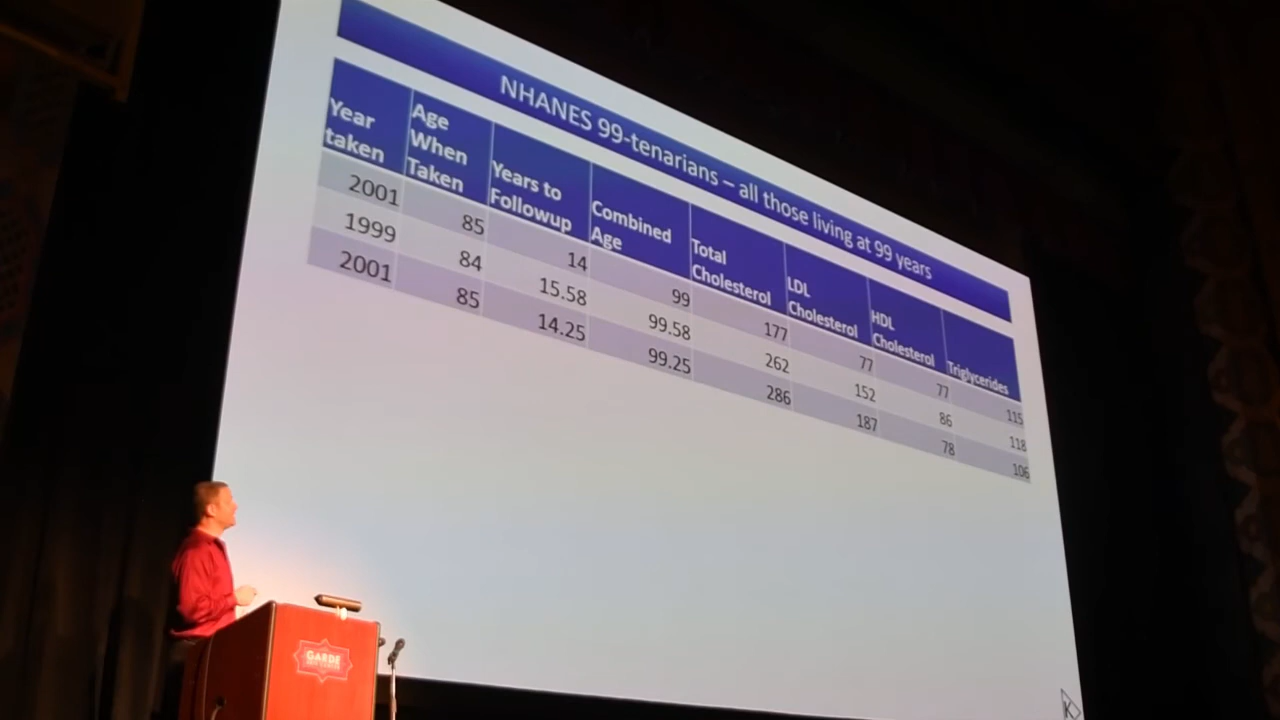 NHANES 99-tenarians – all those living at 99 years
Year taken Age When Taken Years to Followup Combined Age Total Cholesterol LDL Cholesterol HDL Cholesterol Triglycerides
2001 85 14 99 177 77 77 115
1999 84 15.58 99.58 262 152 86 118
2001 85 14.25 99.25 286 187 78 106
GARDE
K